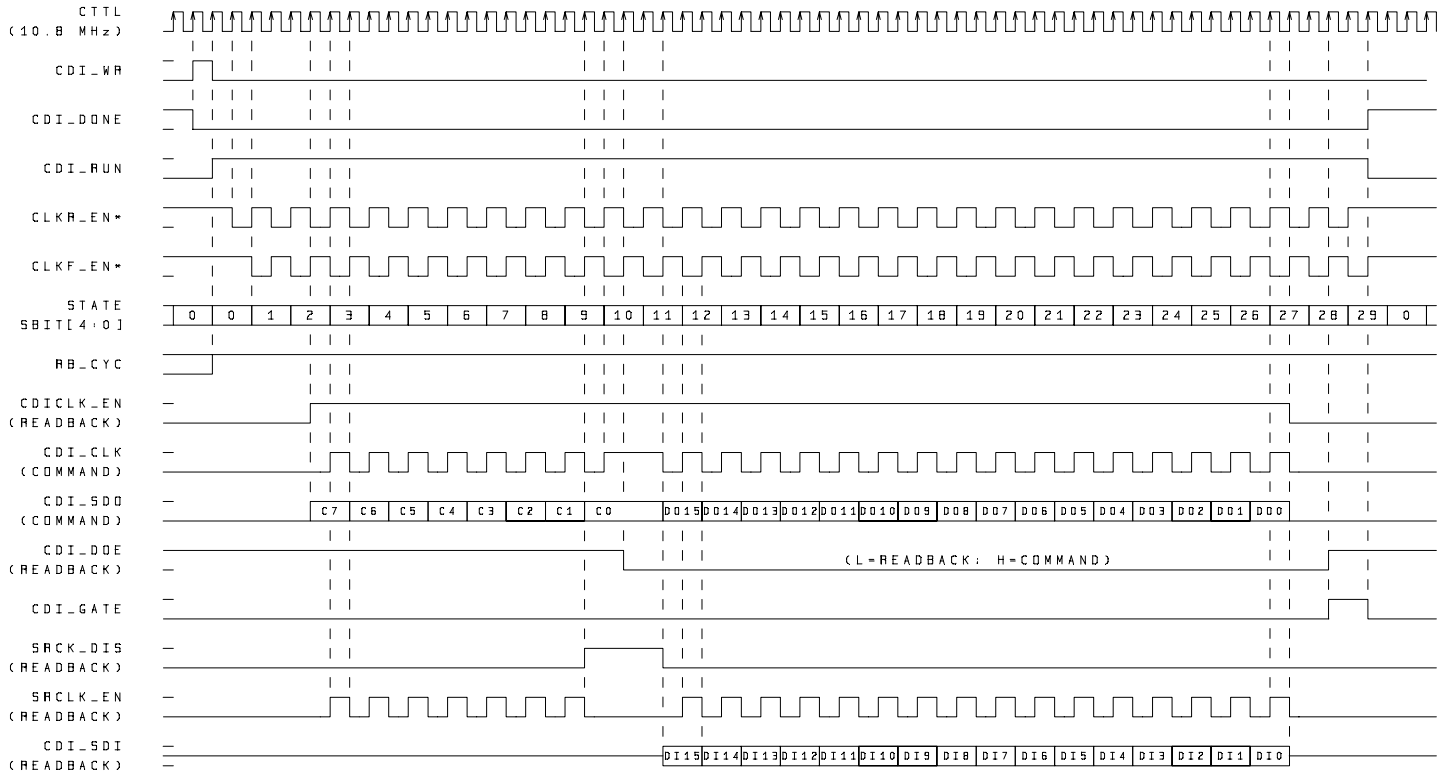 CTTL
(10.8 MHz)
CDI_WR
CDI_DONE
CDI_RUN
CLKR_EN*
CLKF_EN*
STATE
SBIT[4:0]
0 0 1 2 3 4 5 6 7 8 9 10 11 12 13 14 15 16 17 18 19 20 21 22 23 24 25 26 27 28 29 0
RB_CYC
CDICLK_EN
(READBACK)
CDI_CLK
(COMMAND)
CDI_SDO
(COMMAND)
C7 C6 C5 C4 C3 C2 C1 C0 DO15 DO14 DO13 DO12 DO11 DO10 DO9 DO8 DO7 DO6 DO5 DO4 DO3 DO2 DO1 DO0
CDI_DOE
(READBACK)
(L=READBACK; H=COMMAND)
CDI_GATE
SRCK_DIS
(READBACK)
SRCLK_EN
(READBACK)
CDI_SDI
(READBACK)
DI15 DI14 DI13 DI12 DI11 DI10 DI9 DI8 DI7 DI6 DI5 DI4 DI3 DI2 DI1 DI0